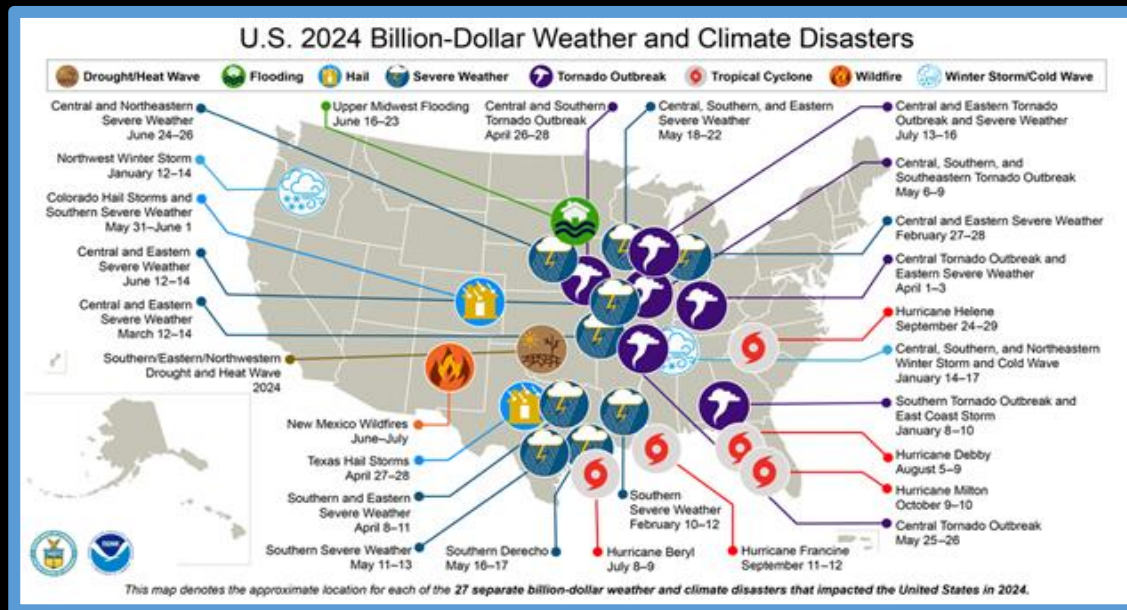 U.S. 2024 Billion-Dollar Weather and Climate Disasters
Drought/Heat Wave
Flooding
Hail
Severe Weather
Tornado Outbreak
Tropical Cyclone
Wildfire
Winter Storm/Cold Wave
Central and Northeastern
Severe Weather
June 24–26
Northwest Winter Storm
January 12–14
Colorado Hail Storms and
Southern Severe Weather
May 31–June 1
Central and Eastern
Severe Weather
June 12–14
Central and Eastern
Severe Weather
March 12–14
Southern/Eastern/Northwestern
Drought and Heat Wave
2024
New Mexico Wildfires
June–July
Texas Hail Storms
April 27–28
Southern and Eastern
Severe Weather
April 8–11
Southern Severe Weather
May 11–13
Upper Midwest Flooding
June 16–23
Central and Southern
Tornado Outbreak
April 26–28
Central, Southern, and Eastern
Severe Weather
May 18–22
Central and Eastern Tornado
Outbreak and Severe Weather
July 13–16
Central, Southern, and
Southeastern Tornado Outbreak
May 6–9
Central and Eastern Severe Weather
February 27–28
Central Tornado Outbreak and
Eastern Severe Weather
April 1–3
Hurricane Helene
September 24–29
Central, Southern, and Northeastern
Winter Storm and Cold Wave
January 14–17
Southern Tornado Outbreak and
East Coast Storm
January 8–10
Hurricane Debby
August 5–9
Hurricane Milton
October 9–10
Central Tornado Outbreak
May 25–26
Southern Derecho
May 16–17
Hurricane Beryl
July 8–9
Southern
Severe Weather
February 10–12
Hurricane Francine
September 11–12
This map denotes the approximate location for each of the 27 separate billion-dollar weather and climate disasters that impacted the United States in 2024.